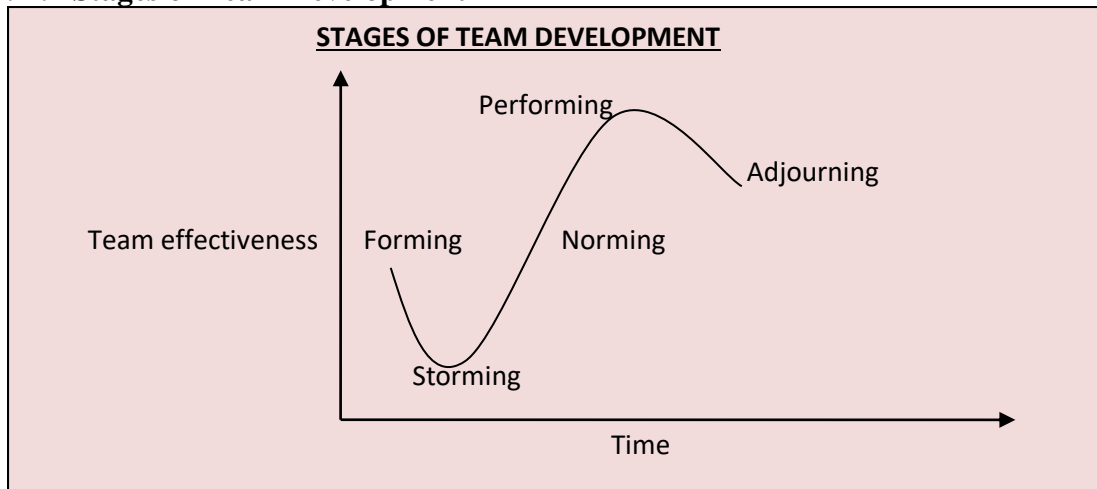 STAGES OF TEAM DEVELOPMENT
Performing
Adjourning
Team effectiveness
Forming
Norming
Storming
Time